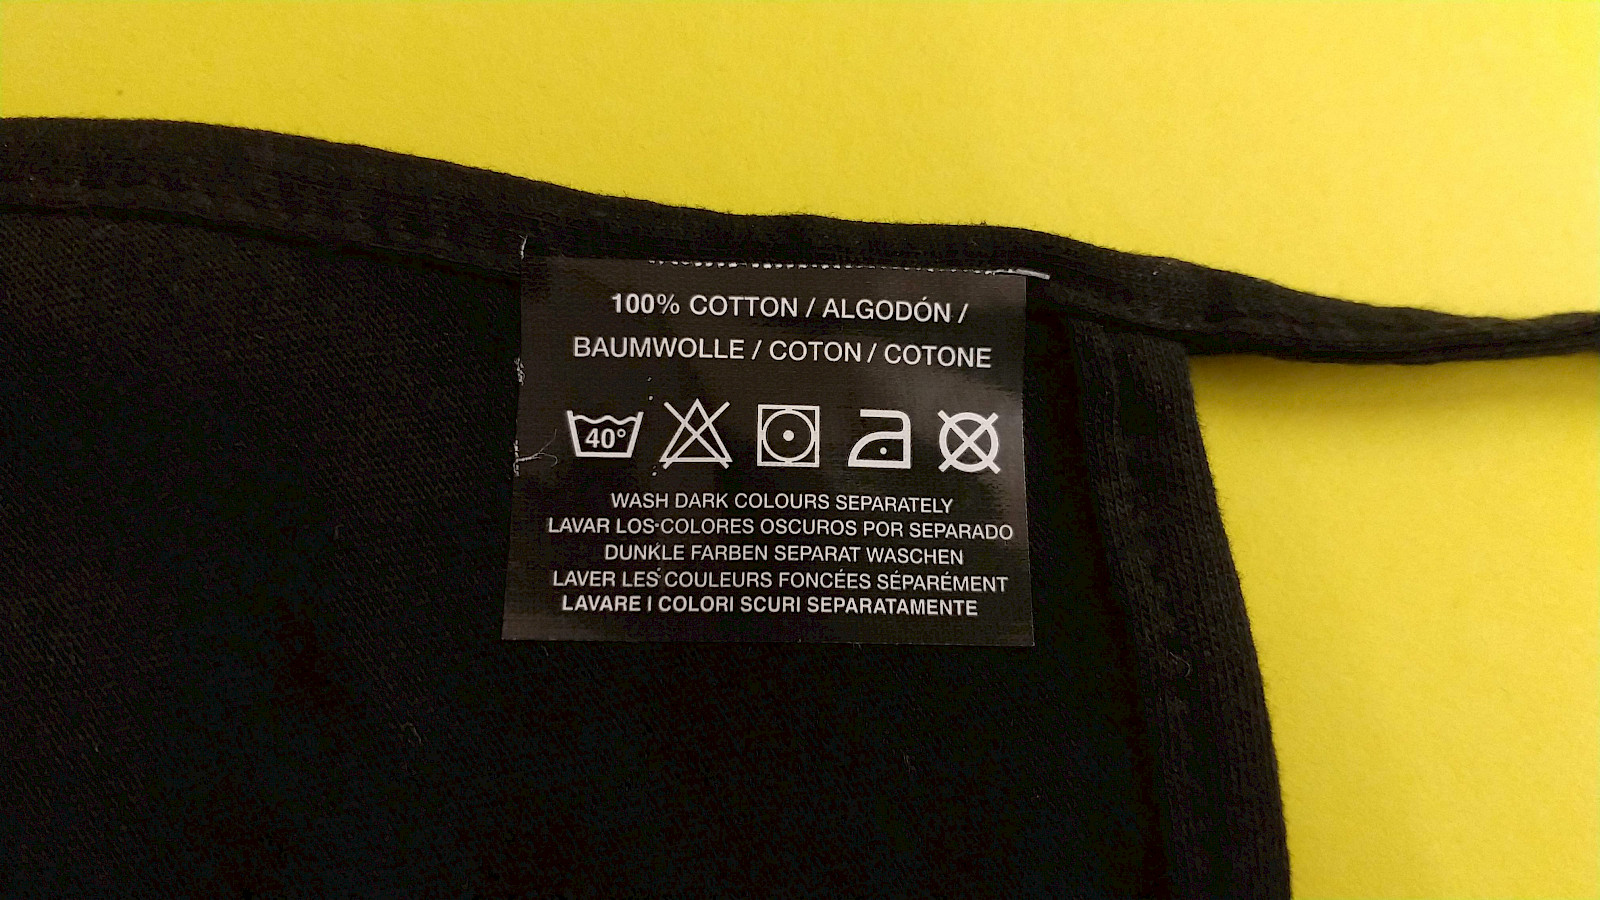 100% COTTON / ALGODÓN /
BAUMWOLLE / COTON / COTONE
40°
WASH DARK COLOURS SEPARATELY
LAVAR LOS COLORES OSCUROS POR SEPARADO
DUNKLE FARBEN SEPARAT WASCHEN
LAVER LES COULEURS FONCÉES SÉPARÉMENT
LAVARE I COLORI SCURI SEPARATAMENTE